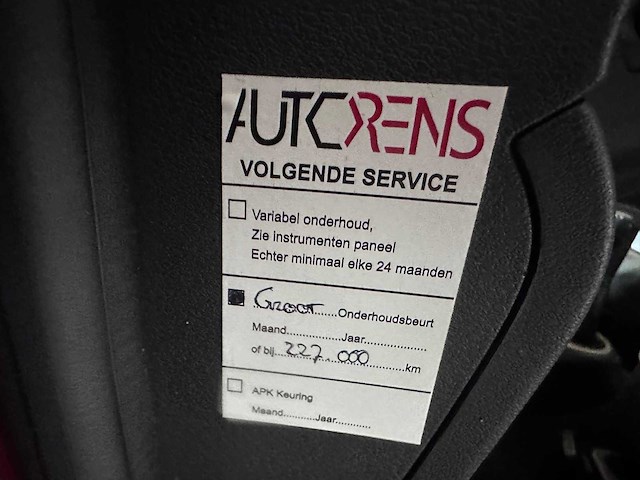 AUTORENS
VOLGENDE SERVICE
Variabel onderhoud,
Zie instrumenten paneel
Echter minimaal elke 24 maanden
Groot......Onderhoudsbeurt
Maand...............Jaar...................
of bij...227.000..........km
APK Keuring
Maand...........Jaar............